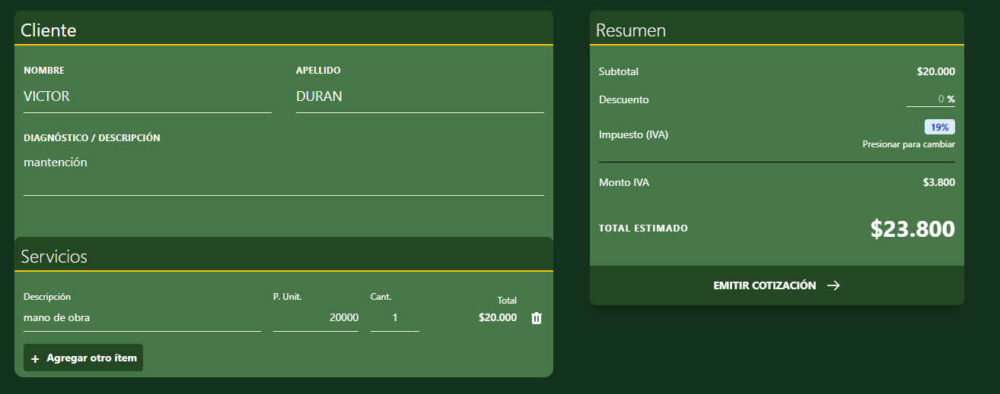 Cliente
NOMBRE APELLIDO
VICTOR DURAN
DIAGNÓSTICO / DESCRIPCIÓN
mantención
Servicios
Descripción P. Unit. Cant. Total
mano de obra 20000 1 $20.000
+ Agregar otro ítem
Resumen
Subtotal $20.000
Descuento 0 %
Impuesto (IVA) 19%
Presionar para cambiar
Monto IVA $3.800
TOTAL ESTIMADO $23.800
EMITIR COTIZACIÓN →